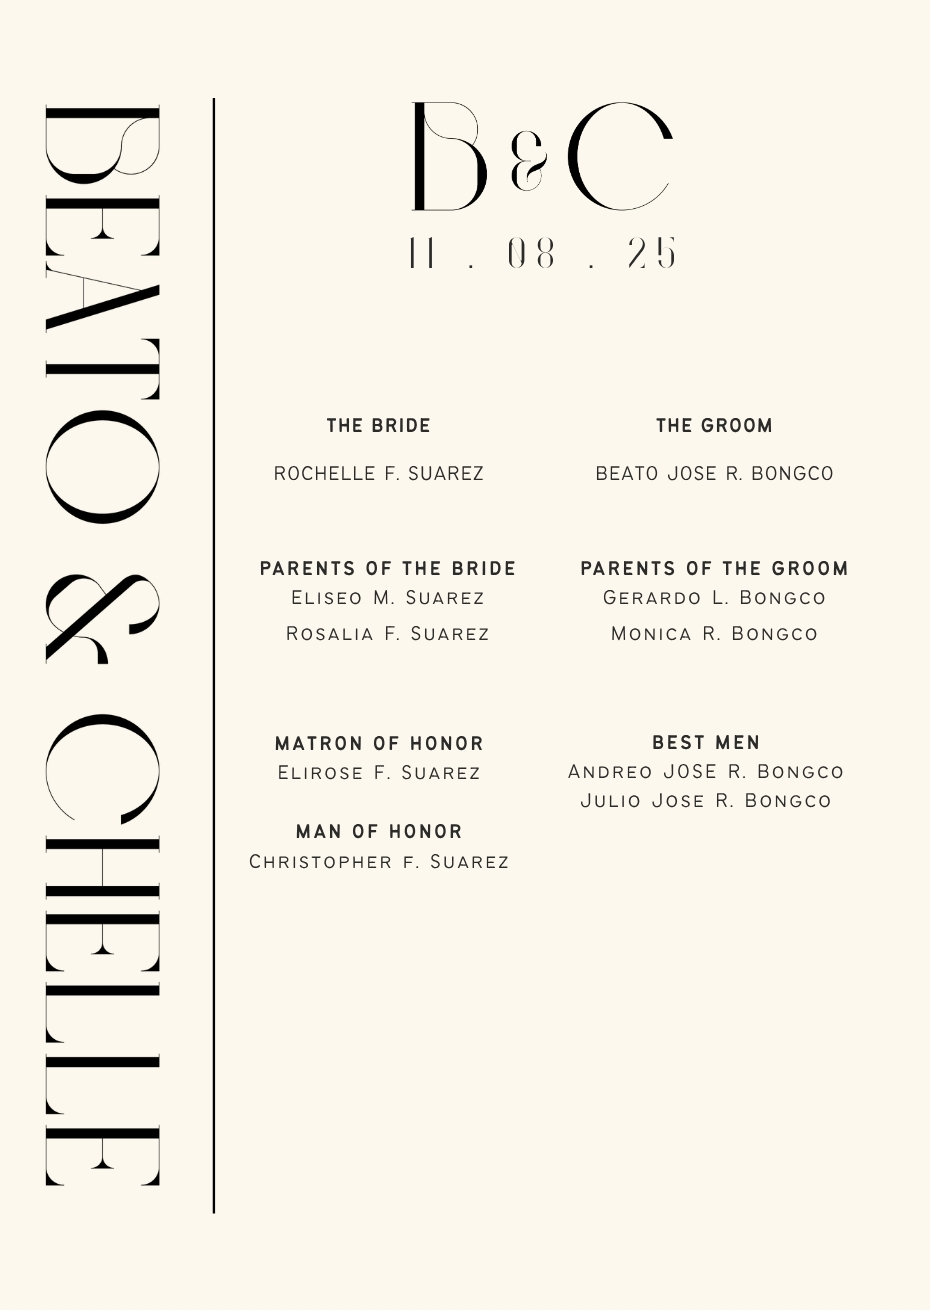 BEATO & CHELLE
B & C
11 . 08 . 25
THE BRIDE
ROCHELLE F. SUAREZ
THE GROOM
BEATO JOSE R. BONGCO
PARENTS OF THE BRIDE
ELISEO M. SUAREZ
ROSALIA F. SUAREZ
PARENTS OF THE GROOM
GERARDO L. BONGCO
MONICA R. BONGCO
MATRON OF HONOR
ELIROSE F. SUAREZ
MAN OF HONOR
CHRISTOPHER F. SUAREZ
BEST MEN
ANDREO JOSE R. BONGCO
JULIO JOSE R. BONGCO